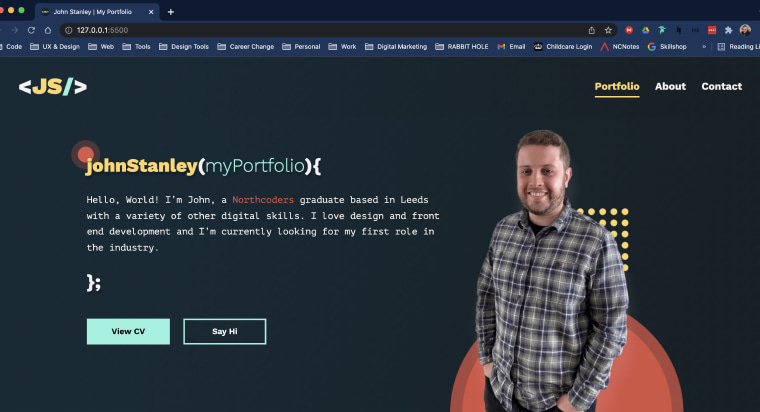 John Stanley | My Portfolio
127.0.0.1:5500
Code UX & Design Web Tools Design Tools Career Change Personal Work Digital Marketing RABBIT HOLE Email Childcare Login NCNotes Skillshop » Reading Li
<JS/>
Portfolio About Contact
johnStanley(myPortfolio){
Hello, World! I'm John, a Northcoders graduate based in Leeds
with a variety of other digital skills. I love design and front
end development and I'm currently looking for my first role in
the industry.
};
View CV Say Hi